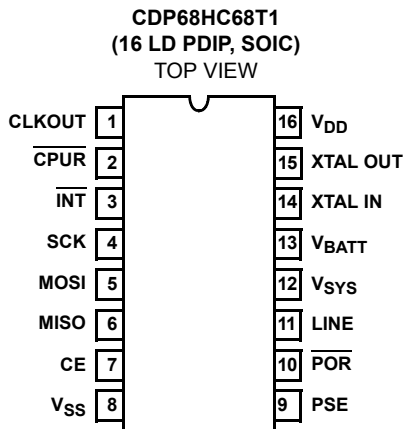 CDP68HC68T1
(16 LD PDIP, SOIC)
TOP VIEW
CLKOUT 1 16 VDD
CPUR 2 15 XTAL OUT
INT 3 14 XTAL IN
SCK 4 13 VBATT
MOSI 5 12 VSYS
MISO 6 11 LINE
CE 7 10 POR
VSS 8 9 PSE